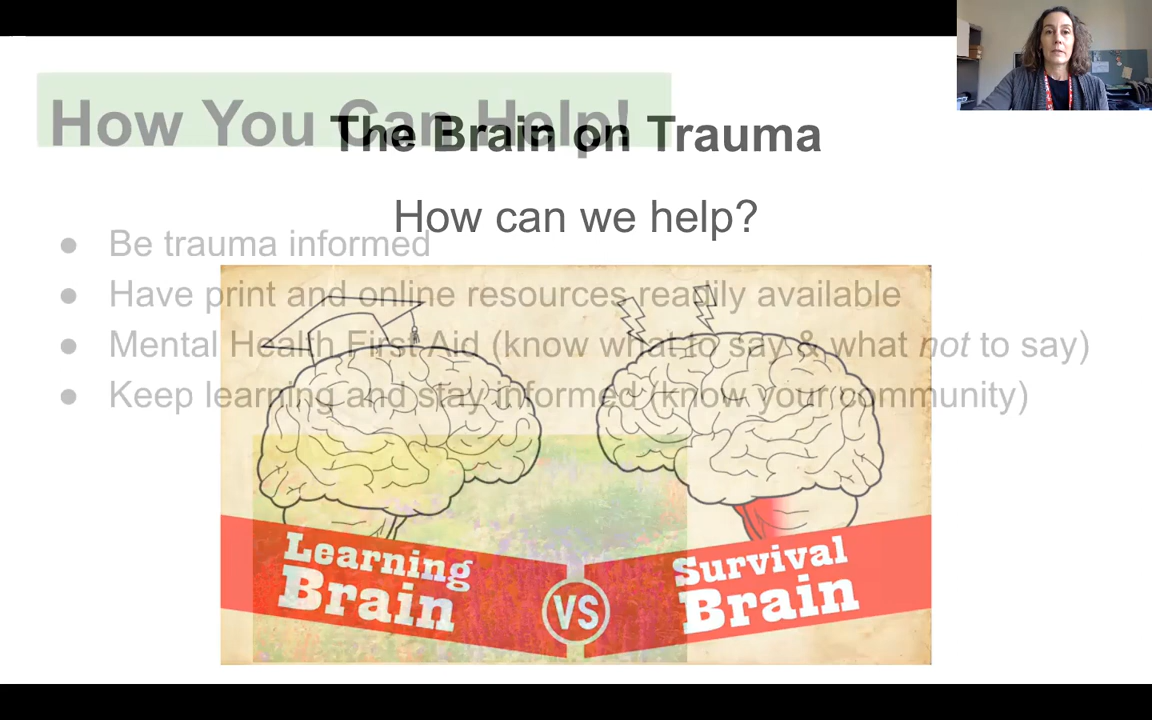 How You Can Help!
The Brain on Trauma
How can we help?
Be trauma informed
Have print and online resources readily available
Mental Health First Aid (know what to say & what not to say)
Keep learning and stay informed (know your community)
Learning
Brain
VS
Survival
Brain